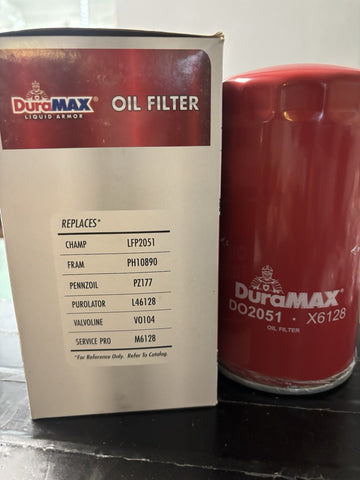 DuraMAX®
LIQUID ARMOR
OIL FILTER
REPLACES*
CHAMP LFP2051
FRAM PH10890
PENNZOIL PZ177
PUROLATOR L46128
VALVOLINE VO104
SERVICE PRO M6128
*For Reference Only. Refer To Catalog.
DuraMAX®
DO2051 · X6128
OIL FILTER